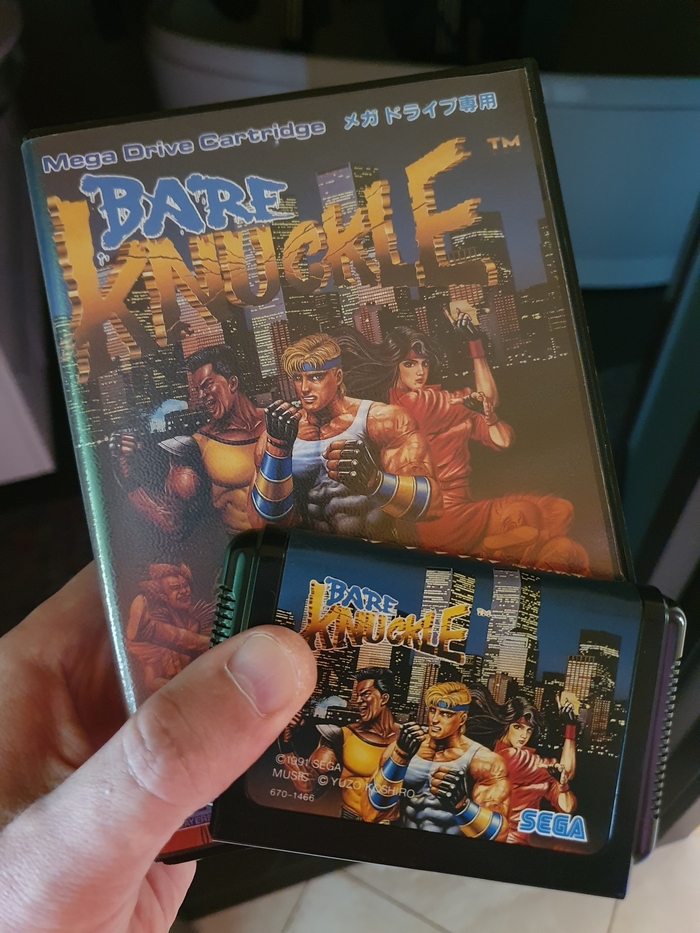 Mega Drive Cartridge メガドライブ専用
BARE
KNUCKLE TM
BARE
KNUCKLE TM
©1991 SEGA
MUSIC © YUZO KOSHIRO
670-1466
SEGA